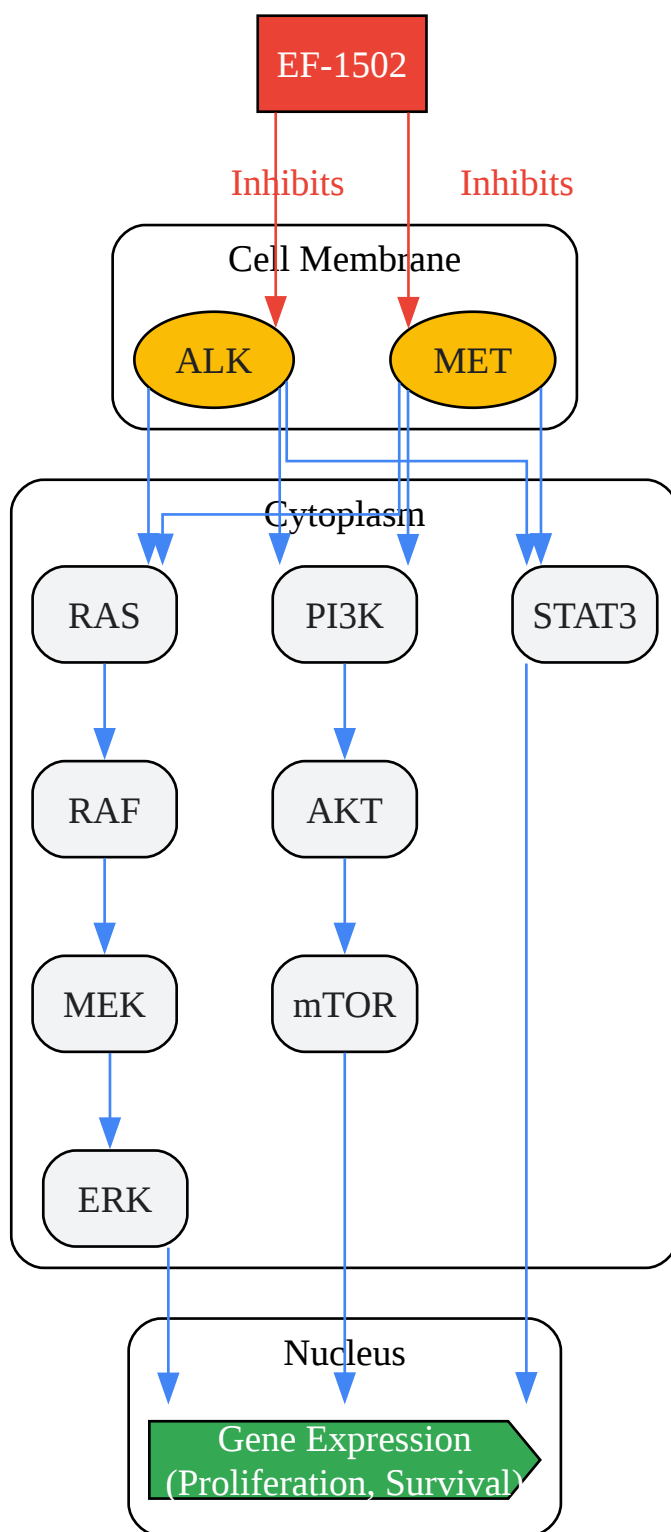 EF-1502
Inhibits
Inhibits
Cell Membrane
ALK
MET
Cytoplasm
RAS
PI3K
STAT3
RAF
AKT
MEK
mTOR
ERK
Nucleus
Gene Expression
(Proliferation, Survival)